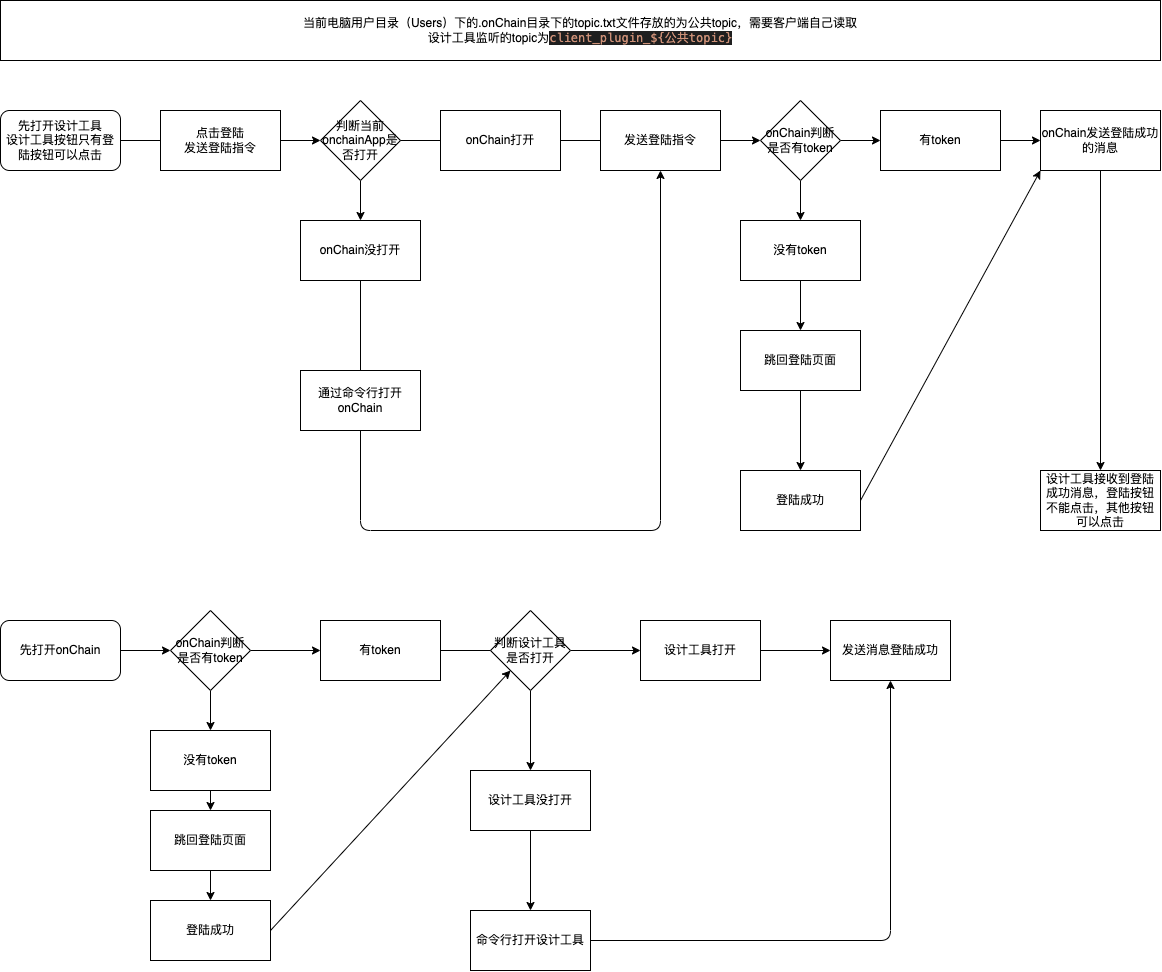 当前电脑用户目录（Users）下的.onChain目录下的topic.txt文件存放的为公共topic，需要客户端自己读取
设计工具监听的topic为client_plugin_${公共topic}
先打开设计工具
设计工具按钮只有登
陆按钮可以点击
点击登陆
发送登陆指令
判断当前
onchainApp是
否打开
onChain打开
发送登陆指令
onChain判断
是否有token
有token
onChain发送登陆成功
的消息
onChain没打开
没有token
跳回登陆页面
通过命令行打开
onChain
登陆成功
设计工具接收到登陆
成功消息，登陆按钮
不能点击，其他按钮
可以点击
先打开onChain
onChain判断
是否有token
有token
判断设计工具
是否打开
设计工具打开
发送消息登陆成功
没有token
设计工具没打开
跳回登陆页面
登陆成功
命令行打开设计工具